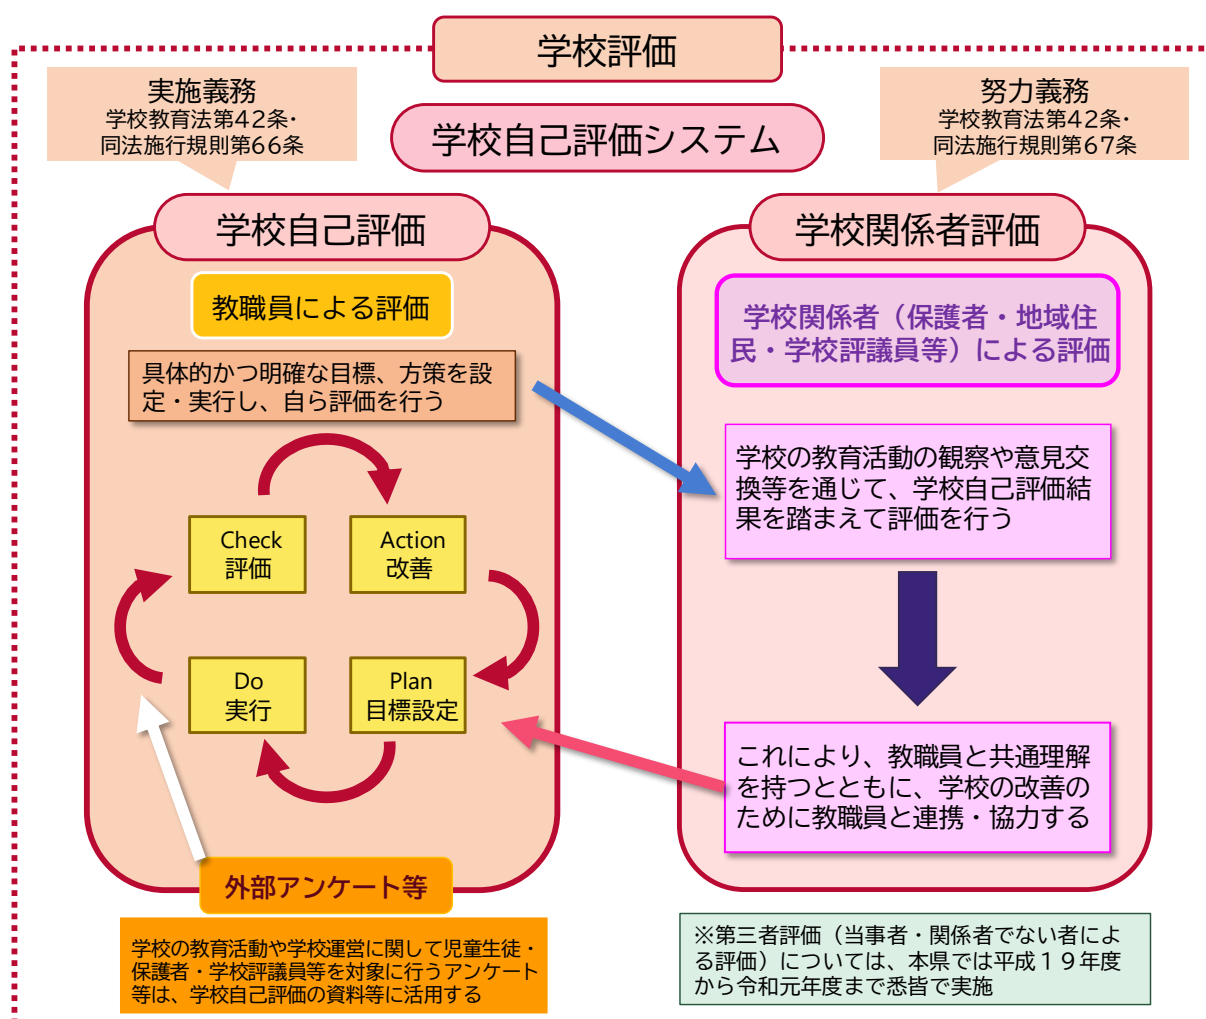 学校評価
実施義務
学校教育法第42条・
同法施行規則第66条
努力義務
学校教育法第42条・
同法施行規則第67条
学校自己評価システム
学校自己評価
教職員による評価
具体的かつ明確な目標、方策を設
定・実行し、自ら評価を行う
Check
評価
Action
改善
Do
実行
Plan
目標設定
外部アンケート等
学校の教育活動や学校運営に関して児童生徒・
保護者・学校評議員等を対象に行うアンケート
等は、学校自己評価の資料等に活用する
学校関係者評価
学校関係者（保護者・地域住
民・学校評議員等）による評価
学校の教育活動の観察や意見交
換等を通じて、学校自己評価結
果を踏まえて評価を行う
これにより、教職員と共通理解
を持つとともに、学校の改善の
ために教職員と連携・協力する
※第三者評価（当事者・関係者でない者によ
る評価）については、本県では平成１９年度
から令和元年度まで悉皆で実施